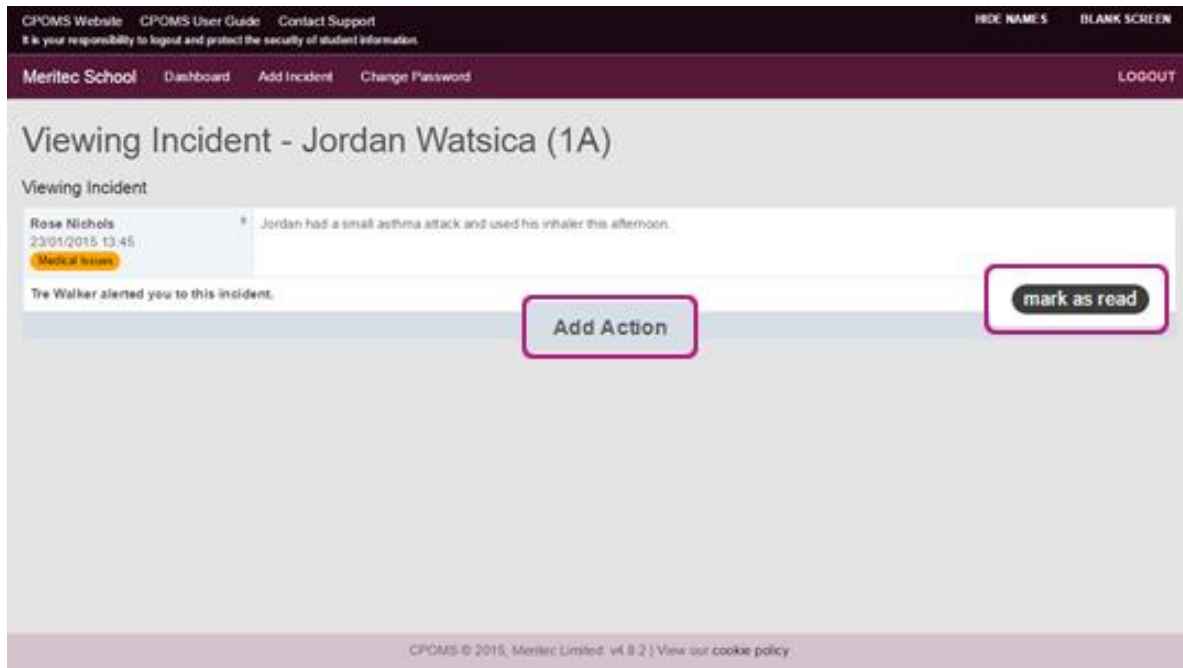 CPOMS Website CPOMS User Guide Contact Support HIDE NAMES BLANK SCREEN
It is your responsibility to logout and protect the security of student information.
Meritec School Dashboard Add Incident Change Password LOGOUT
Viewing Incident - Jordan Watsica (1A)
Viewing Incident
Rose Nichols Jordan had a small asthma attack and used his inhaler this afternoon.
23/01/2015 13:45
Medical Issues
Tre Walker alerted you to this incident. mark as read
Add Action
CPOMS © 2015, Meritec Limited. v4.8.2 | View our cookie policy